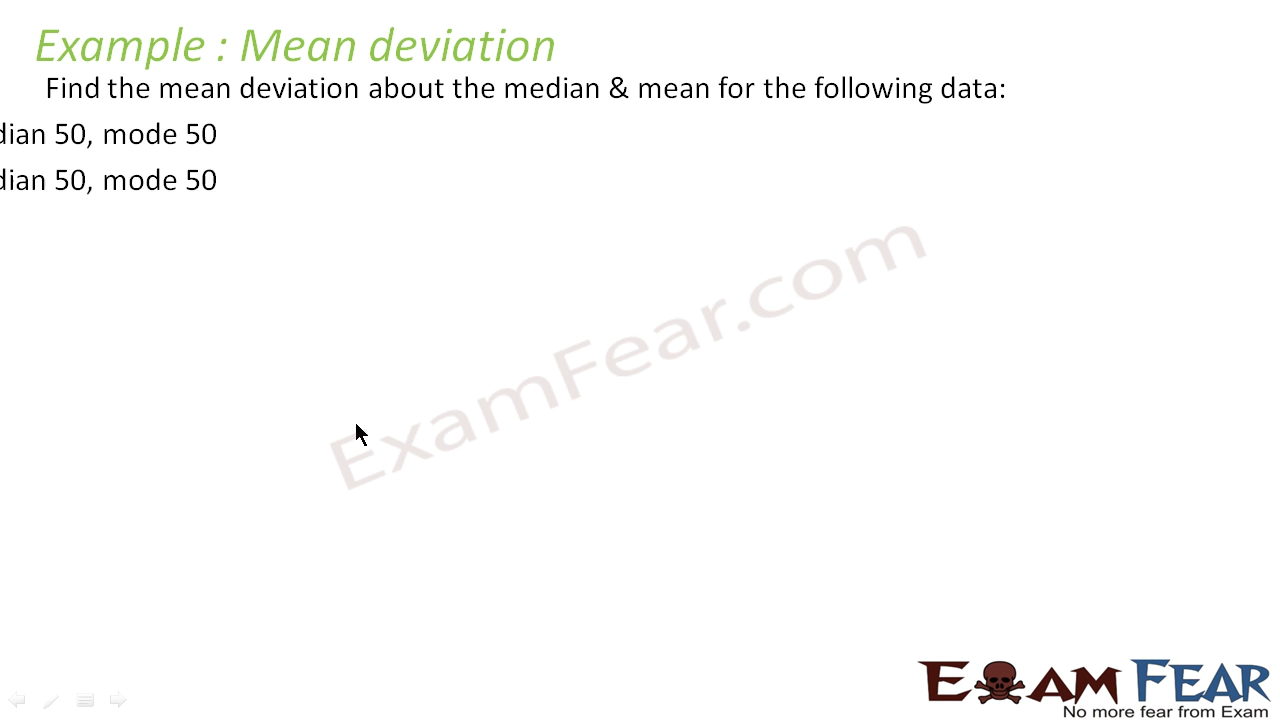 Example : Mean deviation
Find the mean deviation about the median & mean for the following data:
dian 50, mode 50
dian 50, mode 50
ExamFear.com
EXAM FEAR
No more fear from Exam